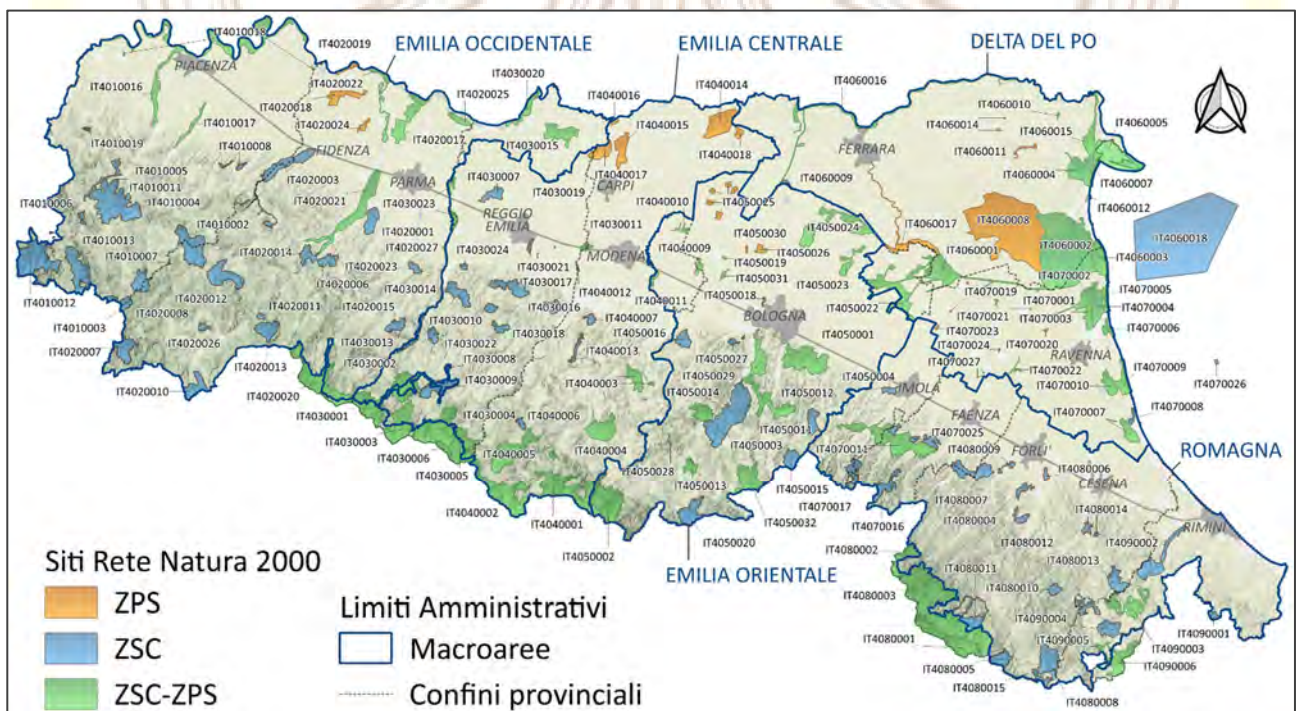 IT4010018
IT4020019
EMILIA OCCIDENTALE
EMILIA CENTRALE
DELTA DEL PO
PIACENZA
IT4010016
IT4020022
IT4030020
IT4020025
IT4040016
IT4040014
IT4060016
IT4020018
IT4040015
IT4060010
IT4060014
IT4060015
IT4060005
IT4010017
IT4020024
IT4020017
IT4030015
IT4040018
FERRARA
IT4060011
IT4010019
IT4010008
FIDENZA
IT4040017
IT4060004
IT4010005
IT4010011
IT4010004
IT4020003
PARMA
IT4030007
IT4030019
CARPI
IT4040010
IT4060009
IT4060007
IT4060012
IT4010006
IT4010002
IT4020021
IT4030023
REGGIO
EMILIA
IT4030011
IT4050025
IT4060017
IT4060008
IT4060018
IT4010013
IT4010007
IT4020014
IT4020001
IT4020027
IT4030024
MODENA
IT4040009
IT4050030
IT4050024
IT4050026
IT4060001
IT4060002
IT4060003
IT4010012
IT4020012
IT4020023
IT4020006
IT4030014
IT4030021
IT4030017
IT4050019
IT4050031
IT4050023
IT4070002
IT4070005
IT4010003
IT4020008
IT4020011
IT4020015
IT4030010
IT4030016
IT4040012
IT4040011
IT4050018
IT4050022
IT4070019
IT4070001
IT4070021
IT4070003
IT4070004
IT4070006
IT4020007
IT4020026
IT4030013
IT4030002
IT4030022
IT4030018
IT4040007
IT4050016
BOLOGNA
IT4050001
IT4070023
IT4070024
IT4070020
RAVENNA
IT4020010
IT4020013
IT4030008
IT4030009
IT4040013
IT4050027
IT4050029
IT4050004
IT4070027
IT4070022
IT4070010
IT4070009
IT4070026
IT4020020
IT4040003
IT4050014
IT4050012
IMOLA
IT4070007
IT4070008
IT4030001
IT4030004
IT4040006
IT4050011
FAENZA
IT4070025
IT4030003
IT4040005
IT4040004
IT4050003
IT4070011
IT4080009
FORLI'
ROMAGNA
IT4030006
IT4030005
IT4050028
IT4050013
IT4050015
IT4080006
CESENA
IT4040002
IT4040001
IT4050032
IT4070017
IT4080007
IT4080014
RIMINI
IT4050002
IT4050020
IT4070016
IT4080004
IT4080012
IT4090002
EMILIA ORIENTALE
IT4080002
IT4080013
IT4080011
IT4080010
IT4080003
IT4090004
IT4090001
IT4080001
IT4090005
IT4090003
IT4080005
IT4090006
IT4080015
IT4080008
Siti Rete Natura 2000
ZPS
ZSC
ZSC-ZPS
Limiti Amministrativi
Macroaree
Confini provinciali